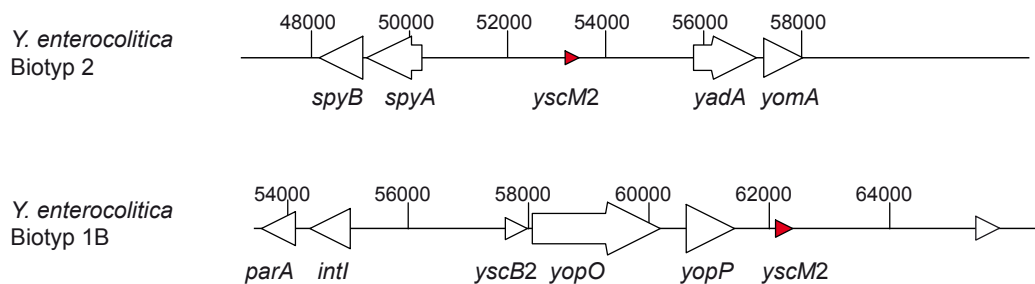 48000 50000 52000 54000 56000 58000
Y. enterocolitica
Biotyp 2
spyB spyA yscM2 yadA yomA
54000 56000 58000 60000 62000 64000
Y. enterocolitica
Biotyp 1B
parA intI yscB2 yopO yopP yscM2